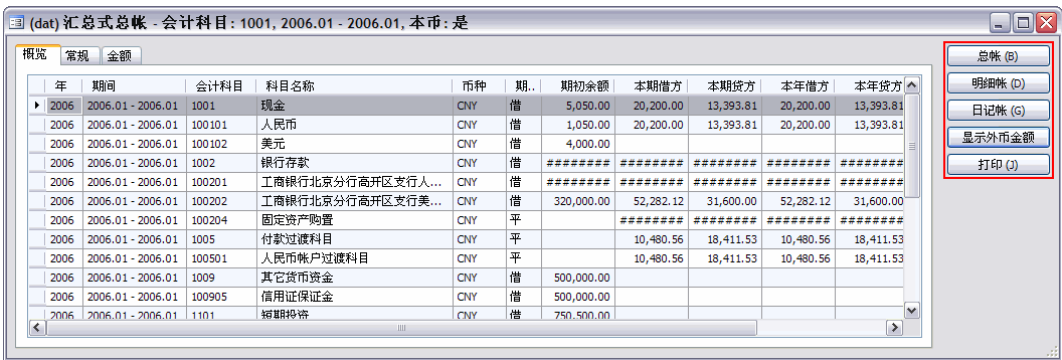 (dat) 汇总式总帐 - 会计科目: 1001, 2006.01 - 2006.01, 本币: 是
概览 常规 金额
年 期间 会计科目 科目名称 币种 期.. 期初余额 本期借方 本期贷方 本年借方 本年贷方
2006 2006.01 - 2006.01 1001 现金 CNY 借 5,050.00 20,200.00 13,393.81 20,200.00 13,393.81
2006 2006.01 - 2006.01 100101 人民币 CNY 借 1,050.00 20,200.00 13,393.81 20,200.00 13,393.81
2006 2006.01 - 2006.01 100102 美元 CNY 借 4,000.00
2006 2006.01 - 2006.01 1002 银行存款 CNY 借 ######## ######## ######## ######## ########
2006 2006.01 - 2006.01 100201 工商银行北京分行高开区支行人... CNY 借 ######## ######## ######## ######## ########
2006 2006.01 - 2006.01 100202 工商银行北京分行高开区支行美... CNY 借 320,000.00 52,282.12 31,600.00 52,282.12 31,600.00
2006 2006.01 - 2006.01 100204 固定资产购置 CNY 平 ######## ######## ######## ########
2006 2006.01 - 2006.01 1005 付款过渡科目 CNY 平 10,480.56 18,411.53 10,480.56 18,411.53
2006 2006.01 - 2006.01 100501 人民币帐户过渡科目 CNY 平 10,480.56 18,411.53 10,480.56 18,411.53
2006 2006.01 - 2006.01 1009 其它货币资金 CNY 借 500,000.00
2006 2006.01 - 2006.01 100905 信用证保证金 CNY 借 500,000.00
2006 2006.01 - 2006.01 1101 短期投资 CNY 借 750,500.00
总帐 (B)
明细帐 (D)
日记帐 (G)
显示外币金额
打印 (J)